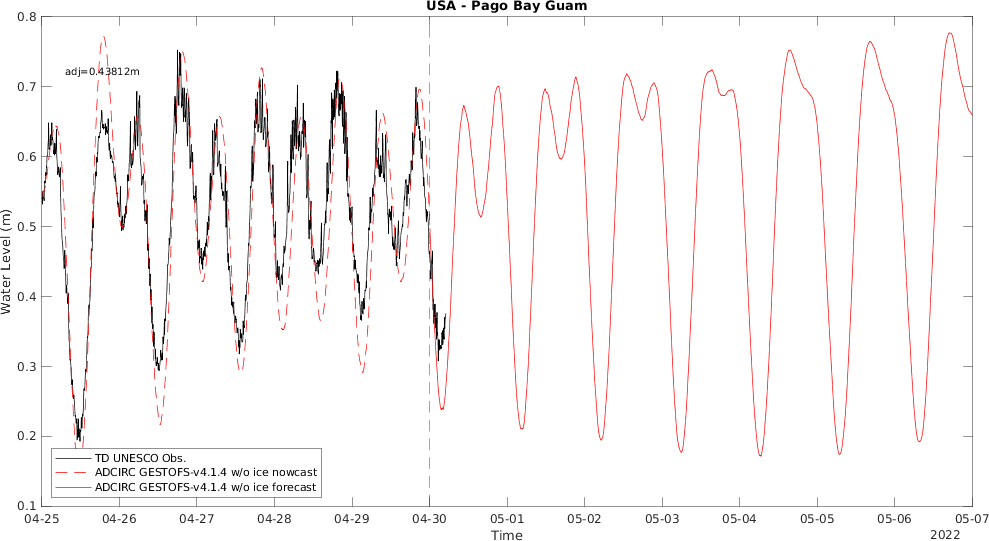 USA - Pago Bay Guam
0.8
0.7
0.6
0.5
0.4
0.3
0.2
0.1
Water Level (m)
adj=0.43812m
TD UNESCO Obs.
ADCIRC GESTOFS-v4.1.4 w/o ice nowcast
ADCIRC GESTOFS-v4.1.4 w/o ice forecast
04-25 04-26 04-27 04-28 04-29 04-30 05-01 05-02 05-03 05-04 05-05 05-06 05-07
Time
2022